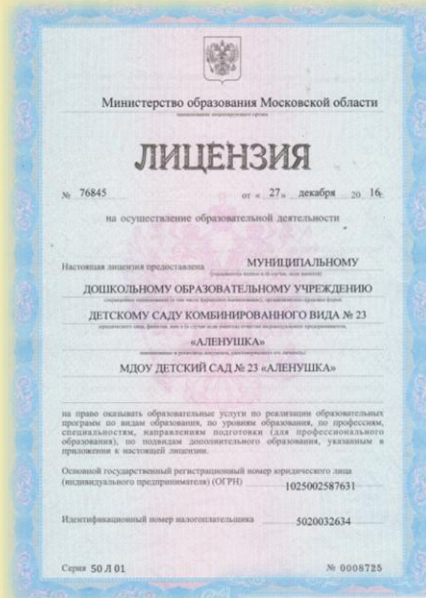 Министерство образования Московской области
наименование лицензирующего органа
ЛИЦЕНЗИЯ
№ 76845 от « 27 » декабря 20 16
на осуществление образовательной деятельности
Настоящая лицензия предоставлена МУНИЦИПАЛЬНОМУ
ДОШКОЛЬНОМУ ОБРАЗОВАТЕЛЬНОМУ УЧРЕЖДЕНИЮ
ДЕТСКОМУ САДУ КОМБИНИРОВАННОГО ВИДА № 23
«АЛЕНУШКА»
МДОУ ДЕТСКИЙ САД № 23 «АЛЕНУШКА»
на право оказывать образовательные услуги по реализации образовательных
программ по видам образования, по уровням образования, по профессиям,
специальностям, направлениям подготовки (для профессионального
образования), по подвидам дополнительного образования, указанным в
приложении к настоящей лицензии.
Основной государственный регистрационный номер юридического лица
(индивидуального предпринимателя) (ОГРН) 1025002587631
Идентификационный номер налогоплательщика 5020032634
Серия 50 Л 01 № 0008725